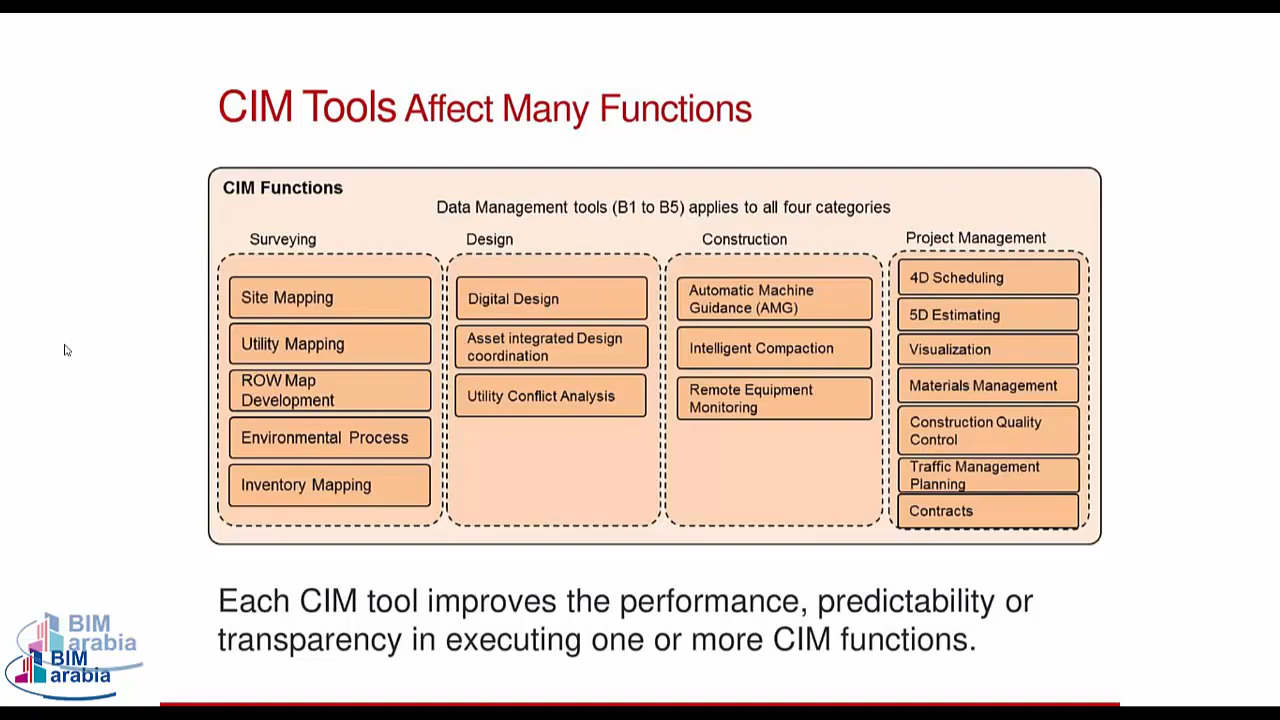 CIM Tools Affect Many Functions
CIM Functions
Data Management tools (B1 to B5) applies to all four categories
Surveying
Site Mapping
Utility Mapping
ROW Map
Development
Environmental Process
Inventory Mapping
Design
Digital Design
Asset integrated Design
coordination
Utility Conflict Analysis
Construction
Automatic Machine
Guidance (AMG)
Intelligent Compaction
Remote Equipment
Monitoring
Project Management
4D Scheduling
5D Estimating
Visualization
Materials Management
Construction Quality
Control
Traffic Management
Planning
Contracts
Each CIM tool improves the performance, predictability or
transparency in executing one or more CIM functions.
BIM
arabia
BIM
arabia